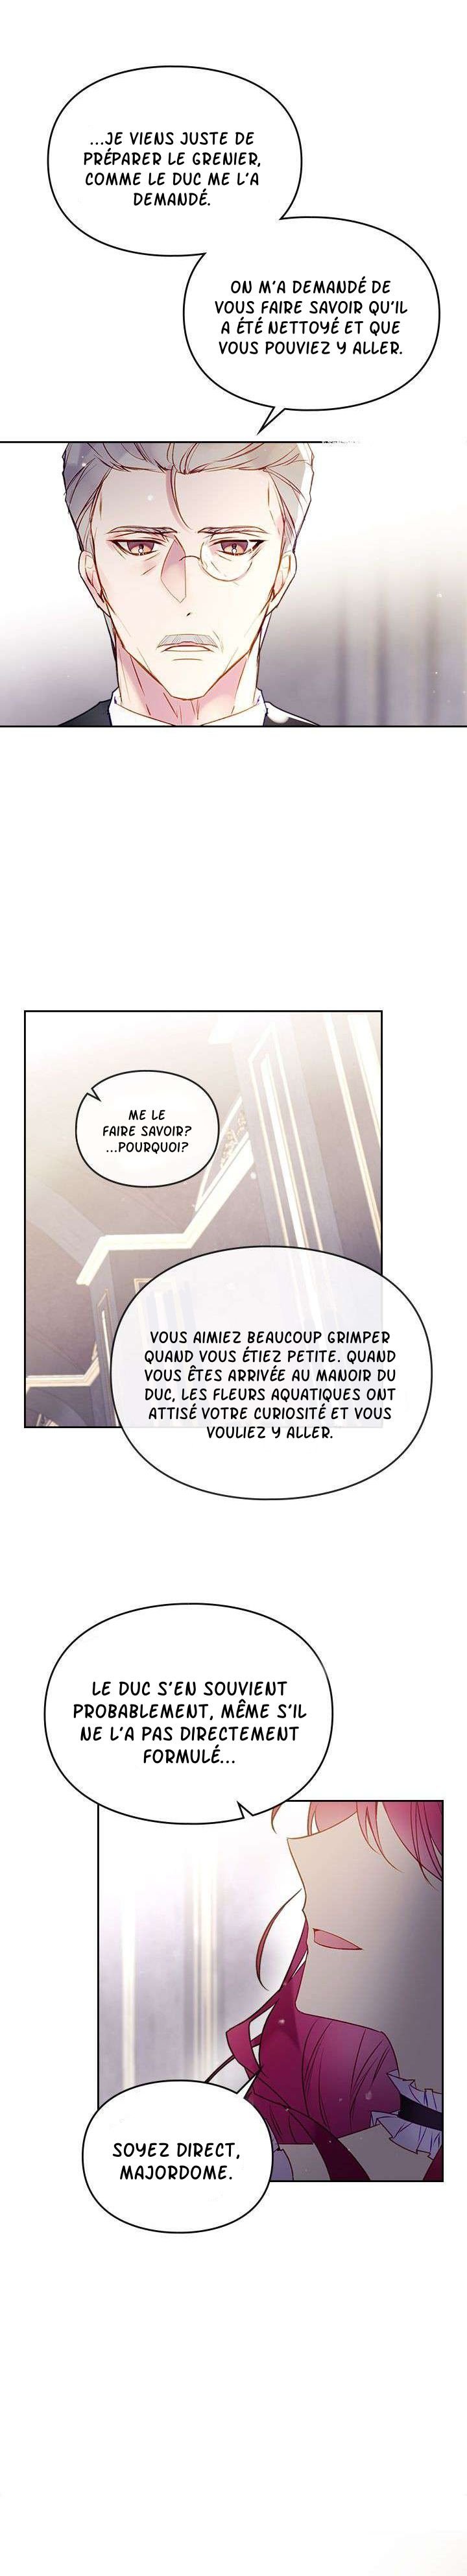 ...JE VIENS JUSTE DE
PRÉPARER LE GRENIER,
COMME LE DUC ME L'A
DEMANDÉ.
ON M'A DEMANDÉ DE
VOUS FAIRE SAVOIR QU'IL
A ÉTÉ NETTOYÉ ET QUE
VOUS POUVIEZ Y ALLER.
ME LE
FAIRE SAVOIR?
...POURQUOI?
VOUS AIMIEZ BEAUCOUP GRIMPER
QUAND VOUS ÉTIEZ PETITE. QUAND
VOUS ÊTES ARRIVÉE AU MANOIR DU
DUC, LES FLEURS AQUATIQUES ONT
ATTISÉ VOTRE CURIOSITÉ ET VOUS
VOULIEZ Y ALLER.
LE DUC S'EN SOUVIENT
PROBABLEMENT, MÊME S'IL
NE L'A PAS DIRECTEMENT
FORMULÉ...
SOYEZ DIRECT,
MAJORDOME.